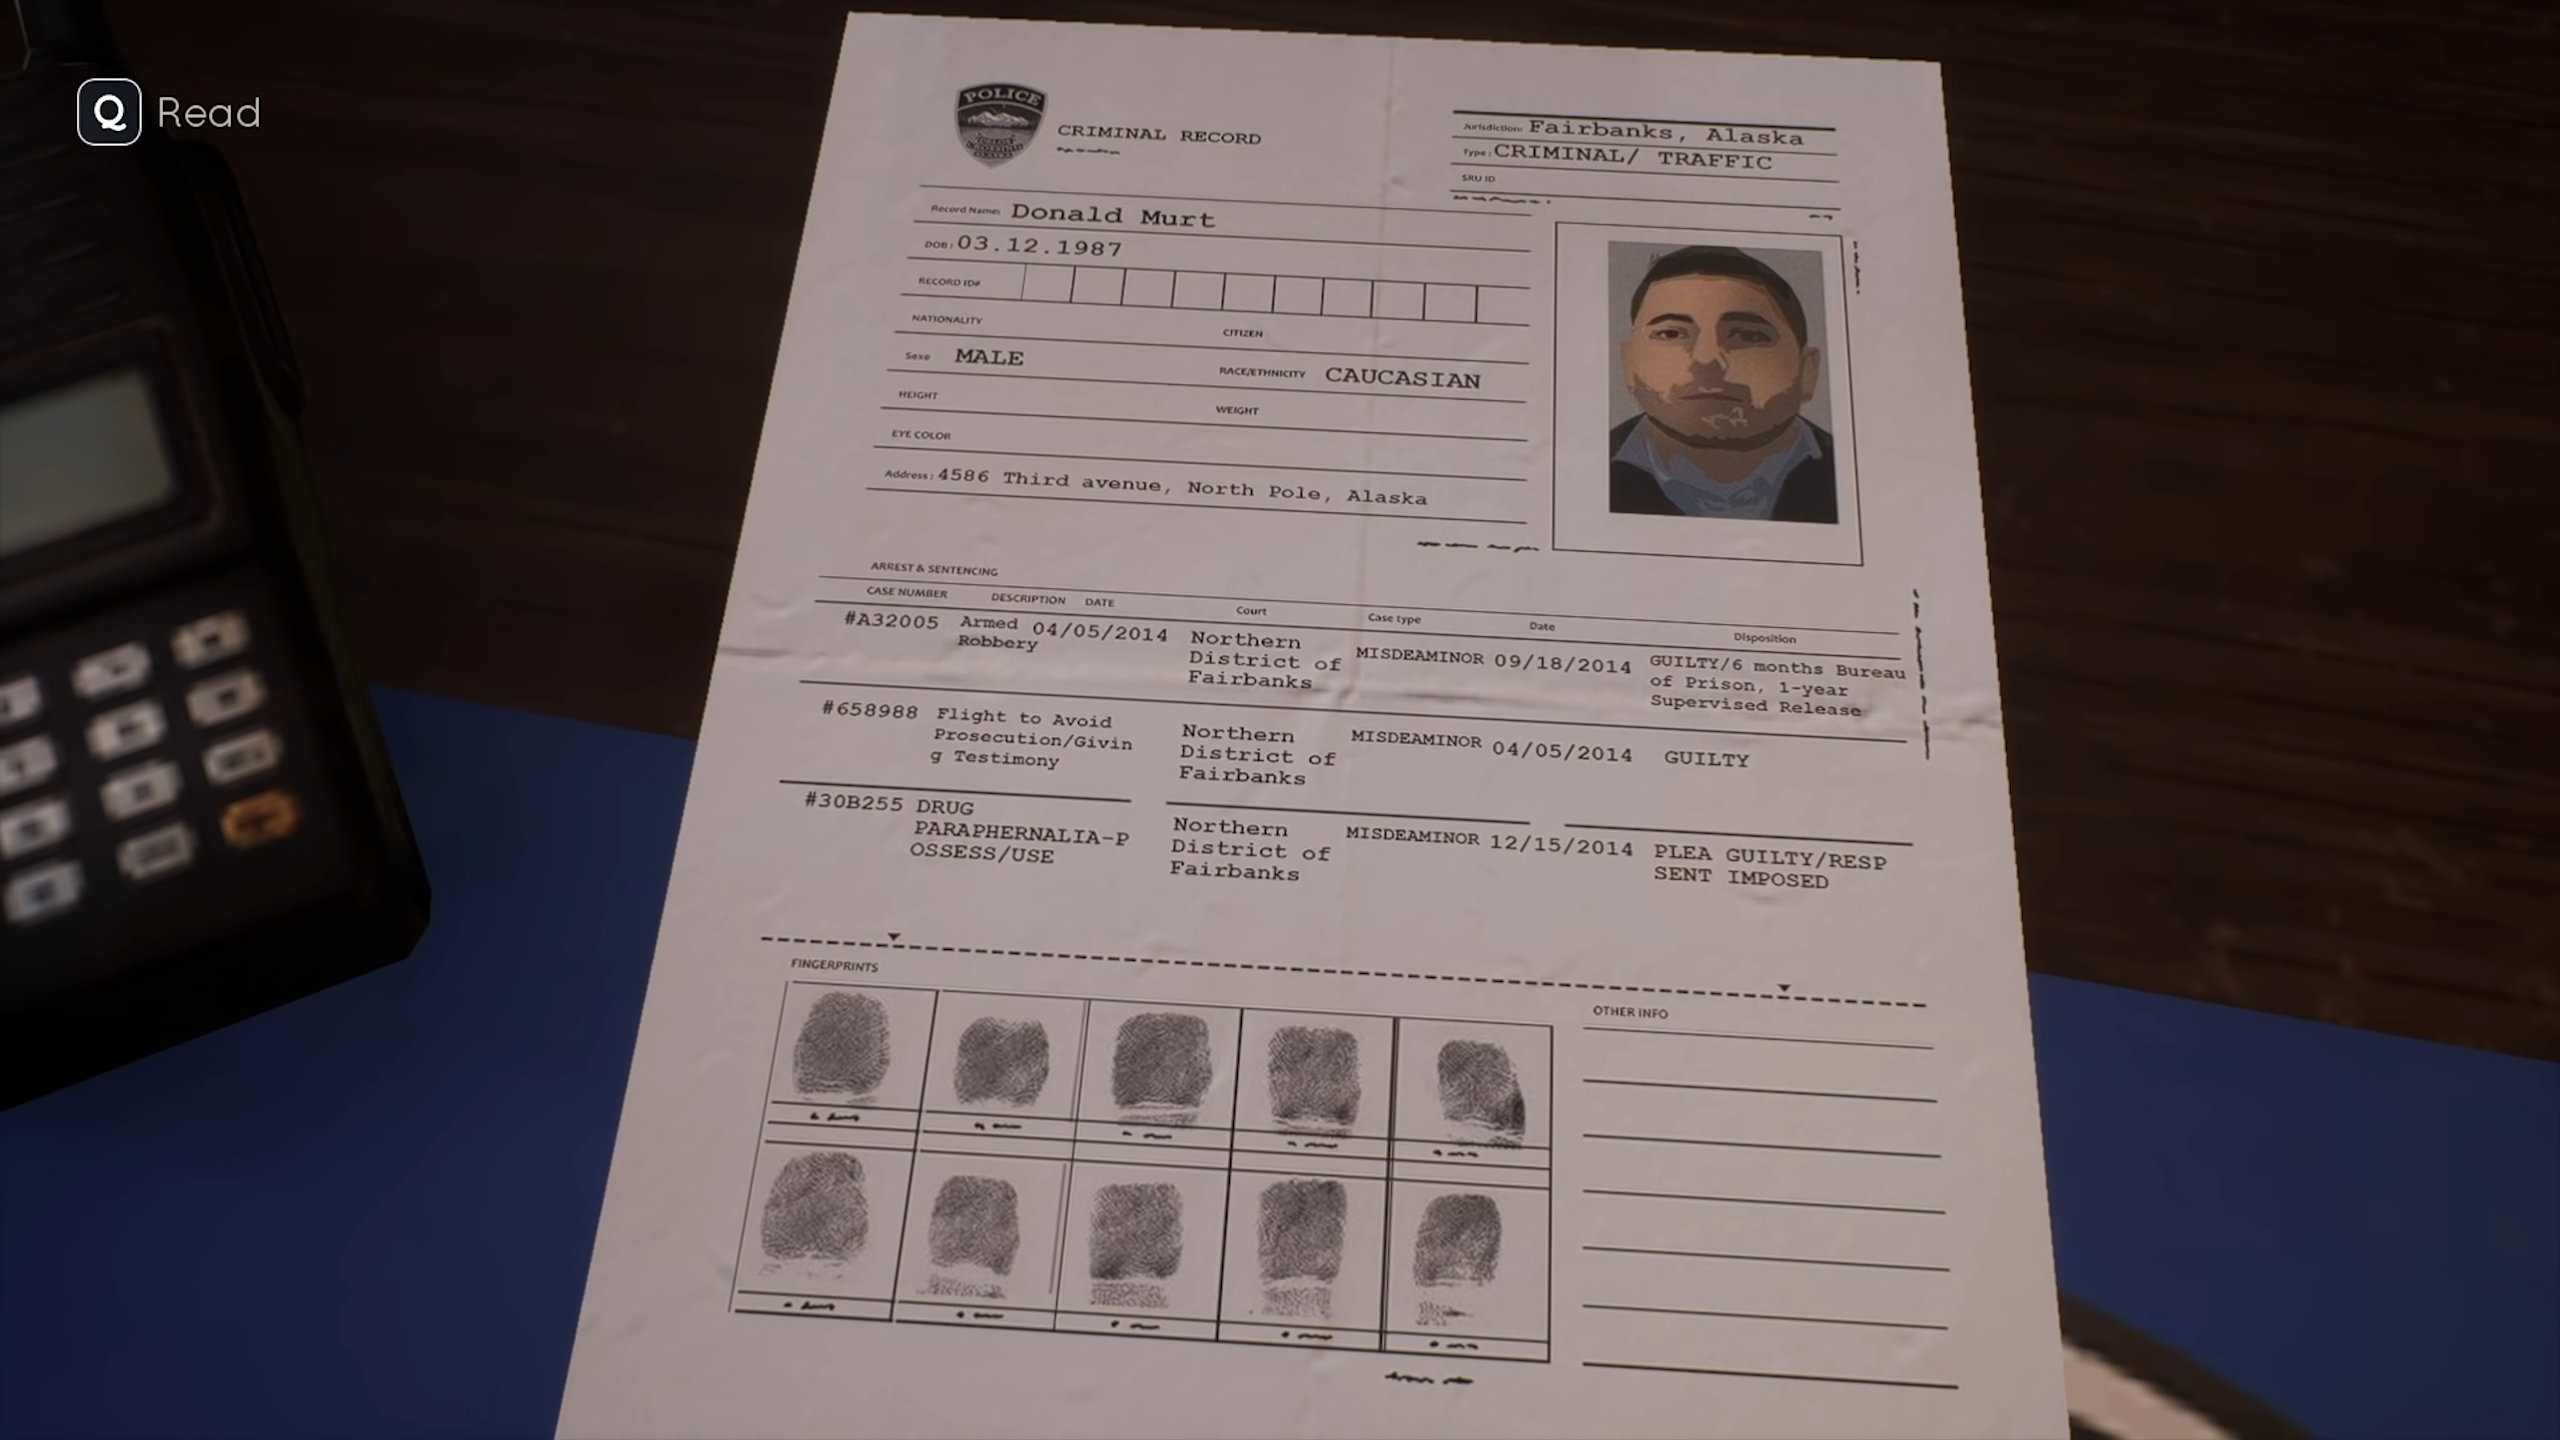 Q Read
POLICE
CRIMINAL RECORD
Jurisdiction: Fairbanks, Alaska
Type: CRIMINAL/ TRAFFIC
SRU ID
Record Name: Donald Murt
DOB: 03.12.1987
RECORD ID#
NATIONALITY CITIZEN
Sexe MALE RACE/ETHNICITY CAUCASIAN
HEIGHT WEIGHT
EYE COLOR
Address: 4586 Third avenue, North Pole, Alaska
ARREST & SENTENCING
CASE NUMBER DESCRIPTION DATE Court Case type Date Disposition
#A32005 Armed 04/05/2014 Northern MISDEAMINOR 09/18/2014 GUILTY/6 months Bureau
Robbery District of of Prison, 1-year
Fairbanks Supervised Release
#658988 Flight to Avoid Northern MISDEAMINOR 04/05/2014 GUILTY
Prosecution/Givin District of
g Testimony Fairbanks
#30B255 DRUG Northern MISDEAMINOR 12/15/2014 PLEA GUILTY/RESP
PARAPHERNALIA-P District of SENT IMPOSED
OSSESS/USE Fairbanks
FINGERPRINTS
OTHER INFO